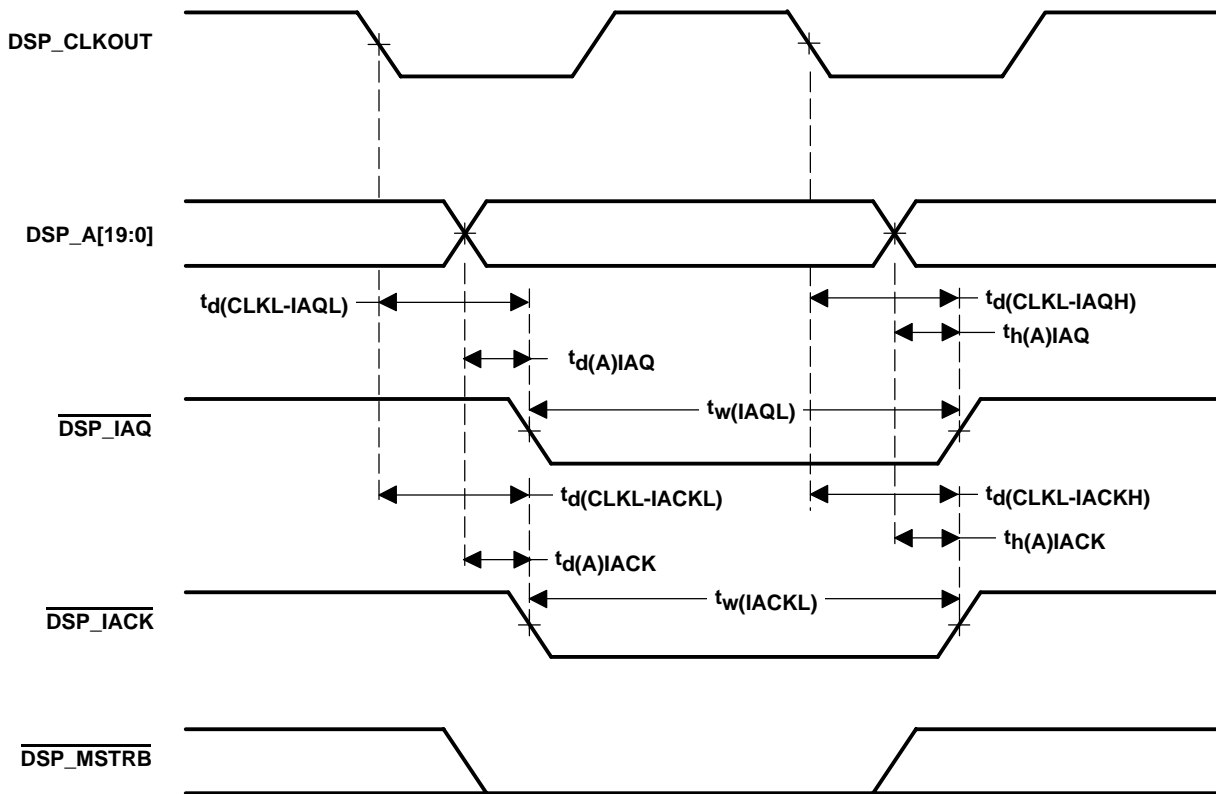 DSP_CLKOUT
DSP_A[19:0]
td(CLKL-IAQL)
td(CLKL-IAQH)
th(A)IAQ
td(A)IAQ
tw(IAQL)
DSP_IAQ
td(CLKL-IACKL)
td(CLKL-IACKH)
th(A)IACK
td(A)IACK
tw(IACKL)
DSP_IACK
DSP_MSTRB